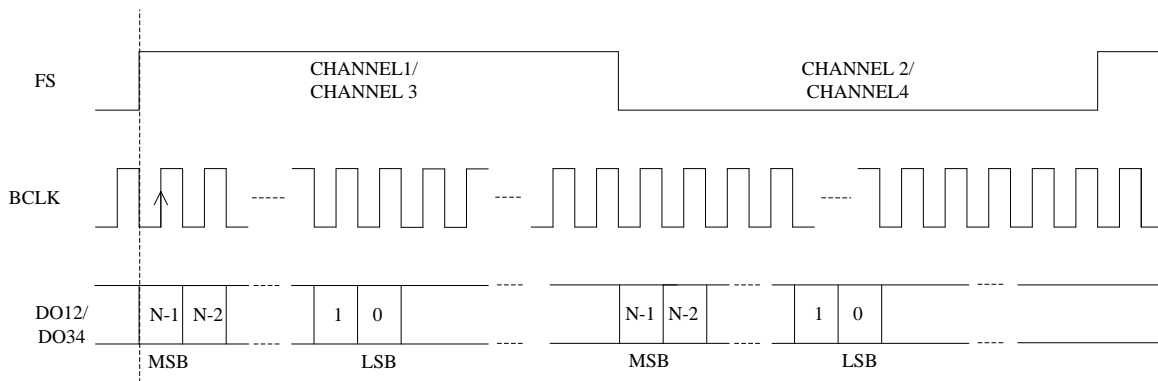 FS
CHANNEL1/
CHANNEL 3
CHANNEL 2/
CHANNEL4
BCLK
DO12/
DO34
N-1 N-2 1 0 N-1 N-2 1 0
MSB LSB MSB LSB